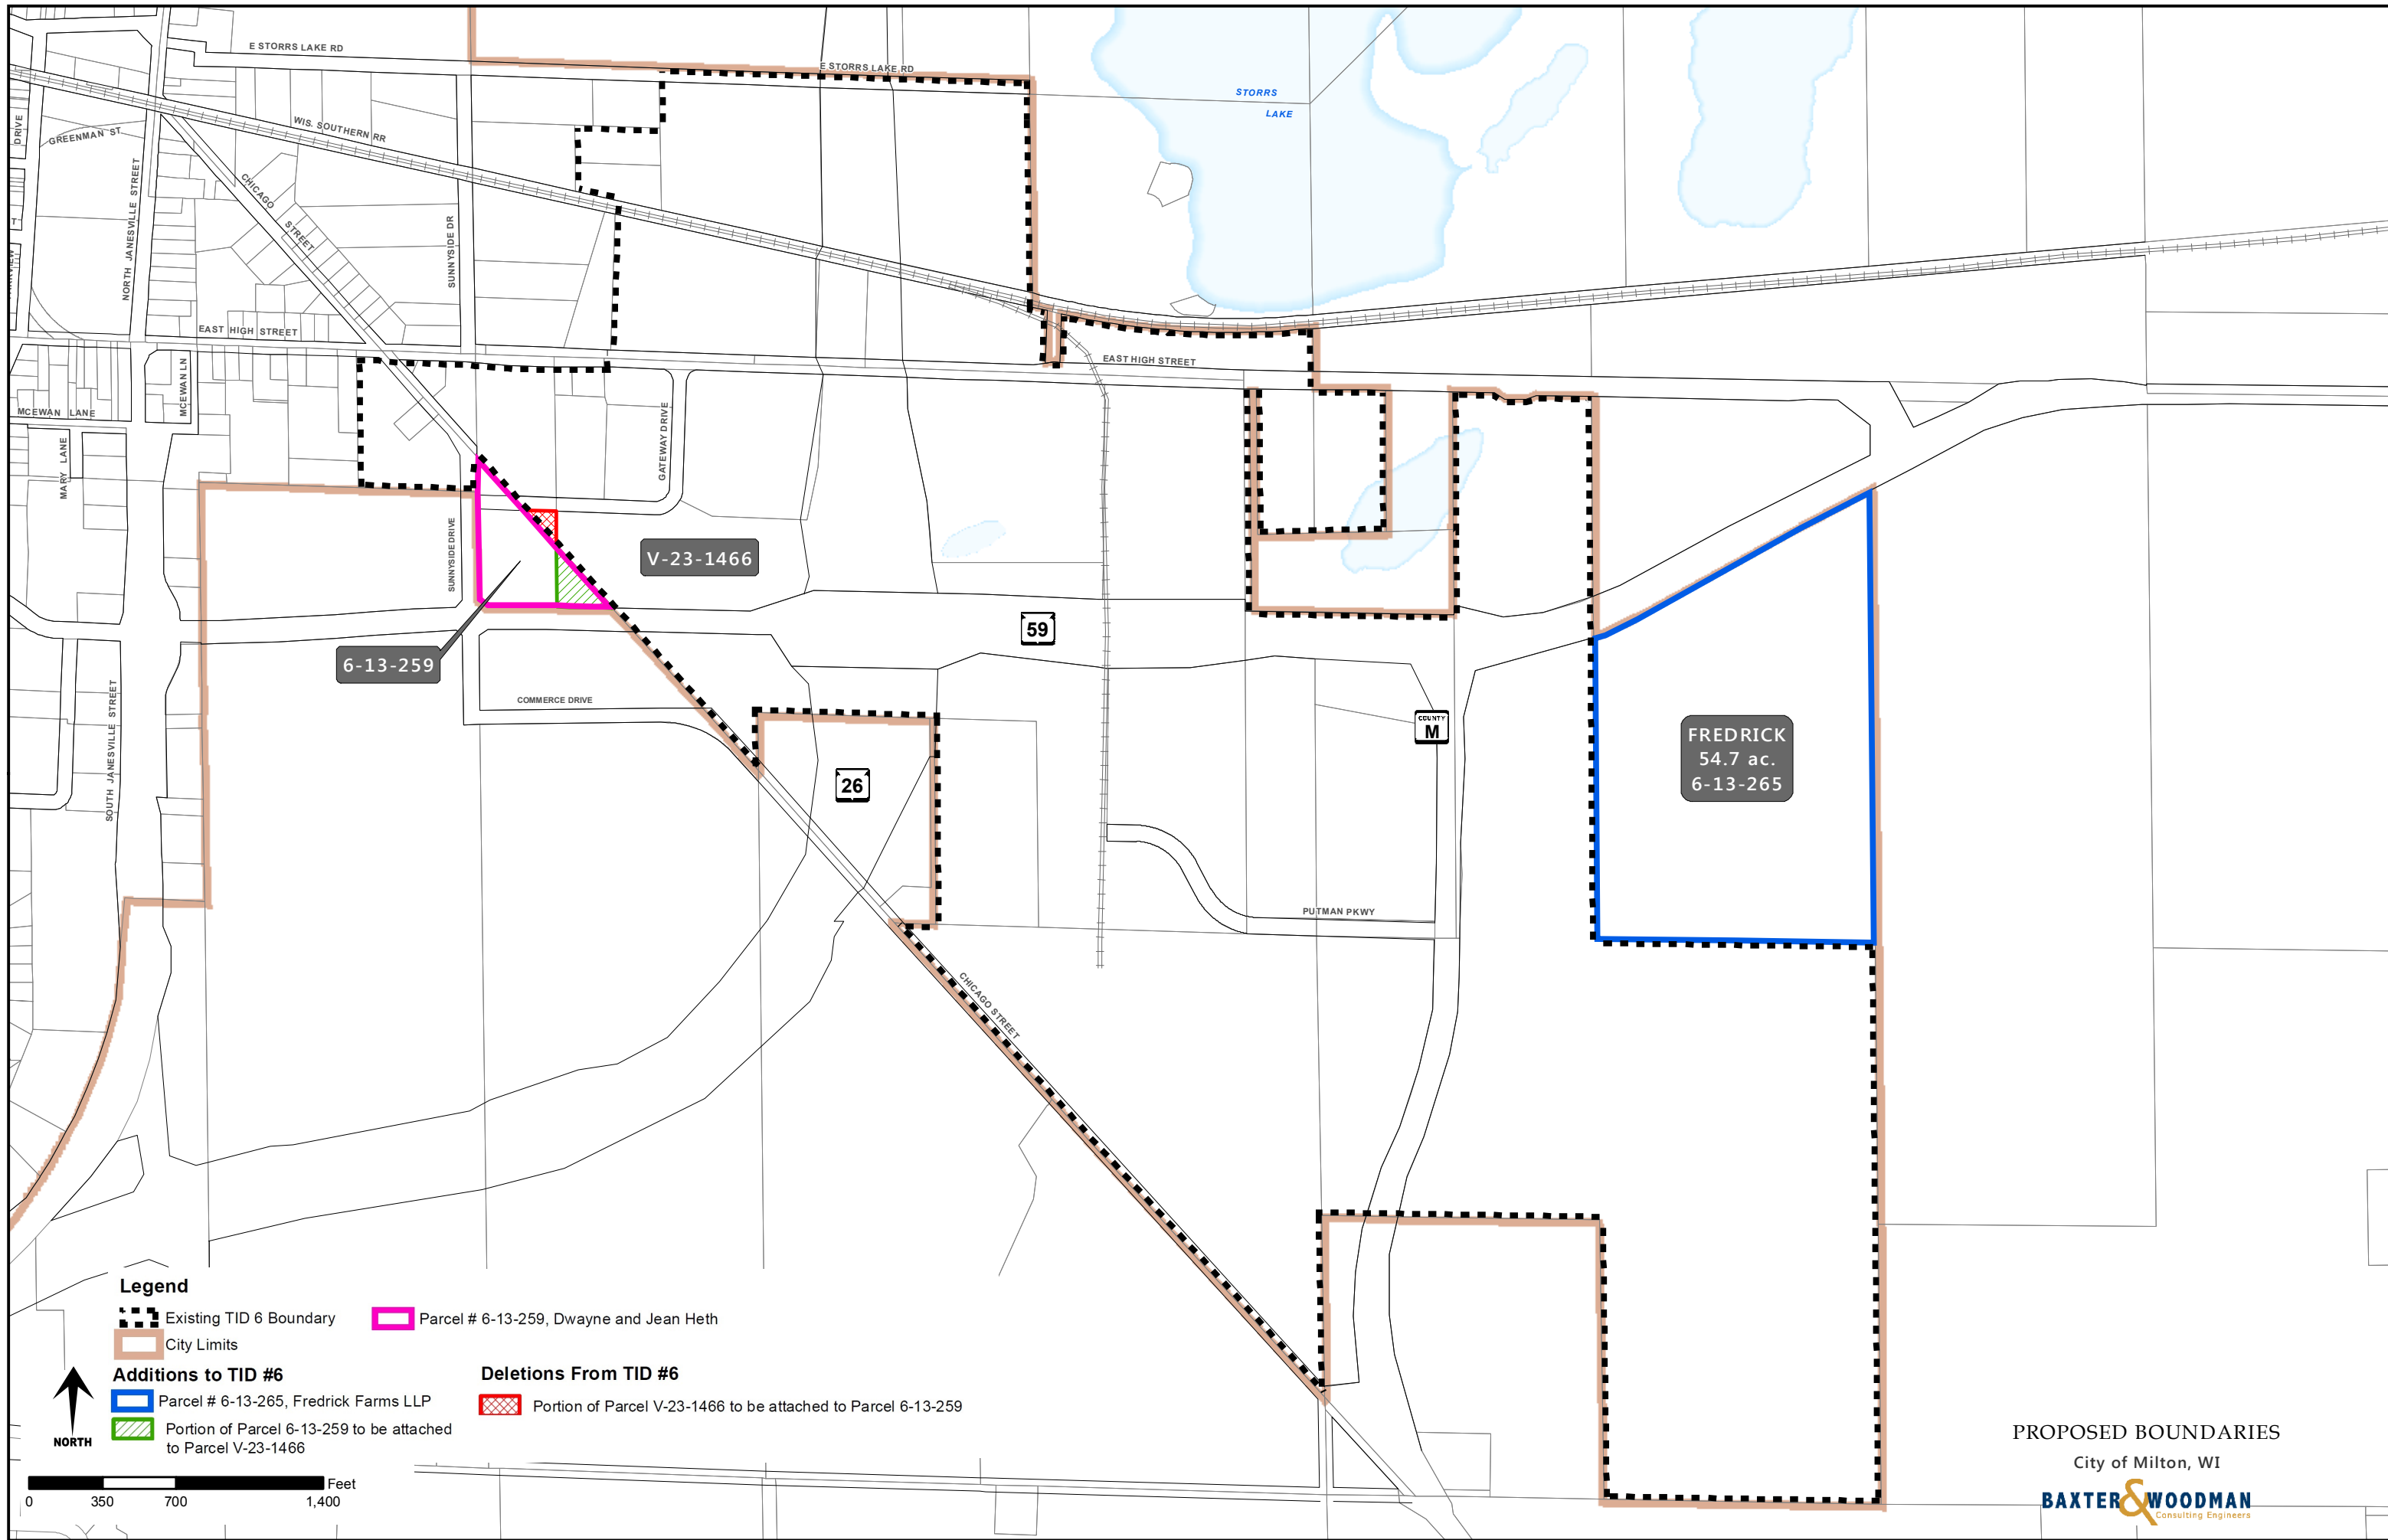 E STORRS LAKE RD
E STORRS LAKE RD
STORRS
LAKE
DRIVE
GREENMAN ST
WIS. SOUTHERN RR
NORTH JANESVILLE STREET
CHICAGO
STREET
SUNNYSIDE DR
EAST HIGH STREET
EAST HIGH STREET
MCEWAN LN
MCEWAN LANE
MARY LANE
GATEWAY DRIVE
SUNNYSIDE DRIVE
V-23-1466
59
6-13-259
SOUTH JANESVILLE STREET
COMMERCE DRIVE
COUNTY
M
26
FREDRICK
54.7 ac.
6-13-265
PUTMAN PKWY
CHICAGO STREET
Legend
Existing TID 6 Boundary
Parcel # 6-13-259, Dwayne and Jean Heth
City Limits
Additions to TID #6
Deletions From TID #6
Parcel # 6-13-265, Fredrick Farms LLP
Portion of Parcel V-23-1466 to be attached to Parcel 6-13-259
Portion of Parcel 6-13-259 to be attached
to Parcel V-23-1466
NORTH
Feet
0 350 700 1,400
PROPOSED BOUNDARIES
City of Milton, WI
BAXTER & WOODMAN
Consulting Engineers